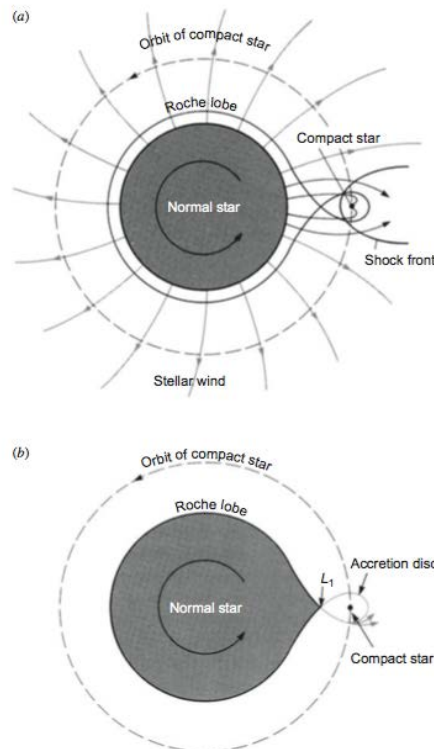 (a)
Orbit of compact star
Roche lobe
Compact star
Normal star
Shock front
Stellar wind
(b)
Orbit of compact star
Roche lobe
L1
Accretion disc
Normal star
Compact star